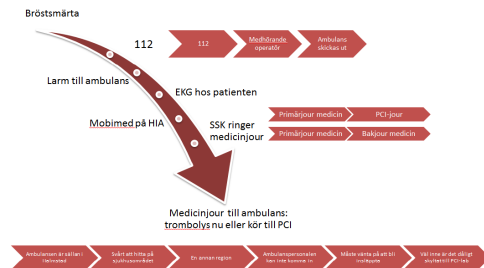 Bröstsmärta
112
112
Medhörande
operatör
Ambulans
skickas ut
Larm till ambulans
EKG hos patienten
Mobimed på HIA
SSK ringer
medicinjour
Primärjour medicin
PCI-jour
Primärjour medicin
Bakjour medicin
Medicinjour till ambulans:
trombolys nu eller kör till PCI
Ambulansen är sällan i
Halmstad
Svårt att hitta på
sjukhusområdet
En annan region
Ambulanspersonalen
kan inte komma in
Måste vänta på att bli
insläppta
Väl inne är det dåligt
skyltat till PCI-lab